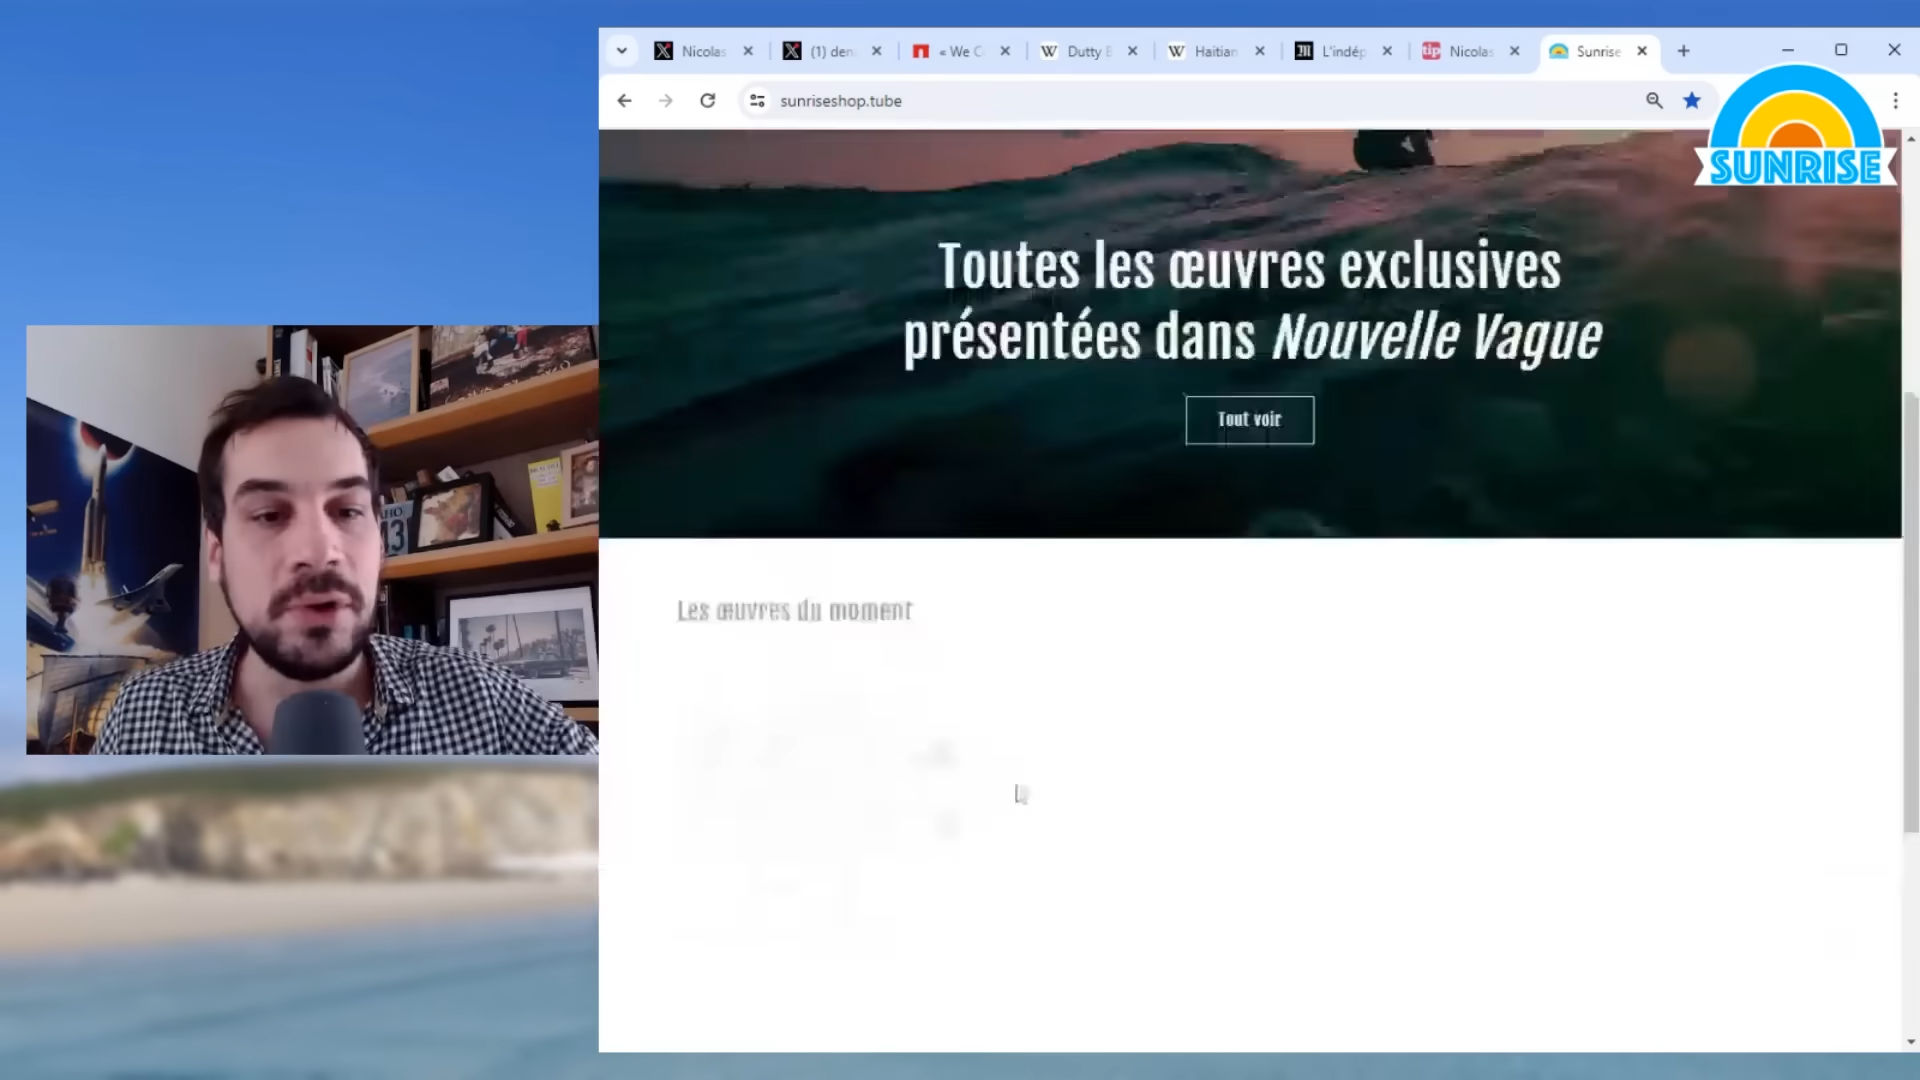 Nicolas
(1) den
« We C
Dutty B
Haitian
L'indép
tip
Nicolas
Sunrise
sunriseshop.tube
SUNRISE
Toutes les œuvres exclusives
présentées dans Nouvelle Vague
Tout voir
Les œuvres du moment